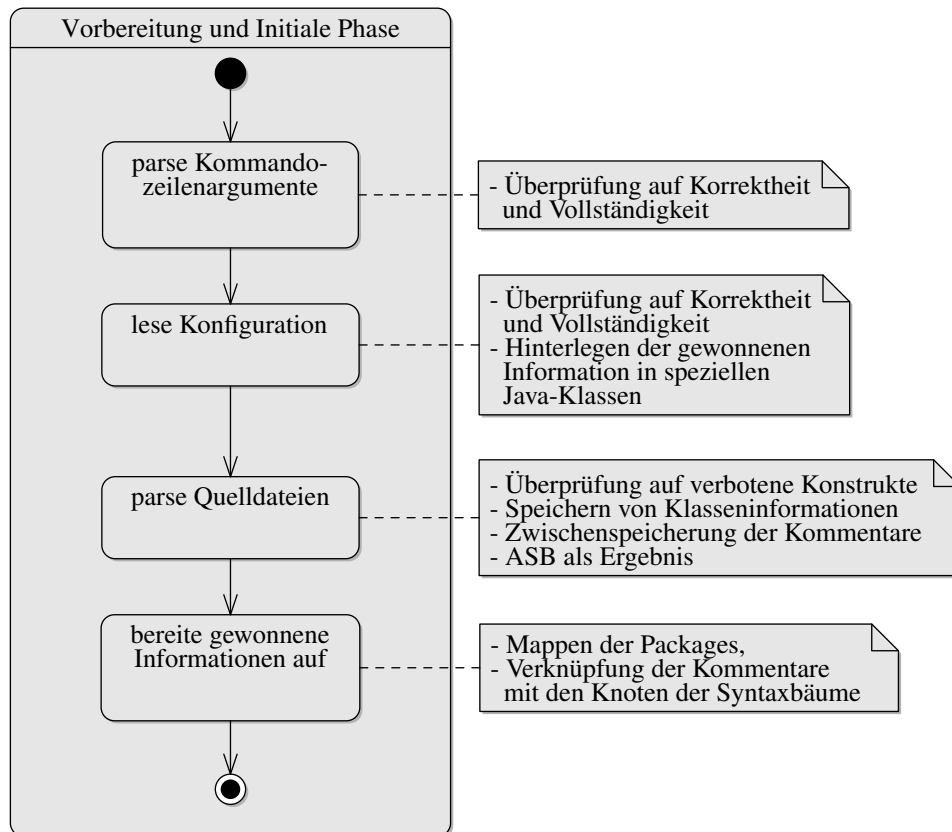 Vorbereitung und Initiale Phase
parse Kommando-
zeilenargumente
- Überprüfung auf Korrektheit
und Vollständigkeit
lese Konfiguration
- Überprüfung auf Korrektheit
und Vollständigkeit
- Hinterlegen der gewonnenen
Information in speziellen
Java-Klassen
parse Quelldateien
- Überprüfung auf verbotene Konstrukte
- Speichern von Klasseninformationen
- Zwischenspeicherung der Kommentare
- ASB als Ergebnis
bereite gewonnene
Informationen auf
- Mappen der Packages,
- Verknüpfung der Kommentare
mit den Knoten der Syntaxbäume